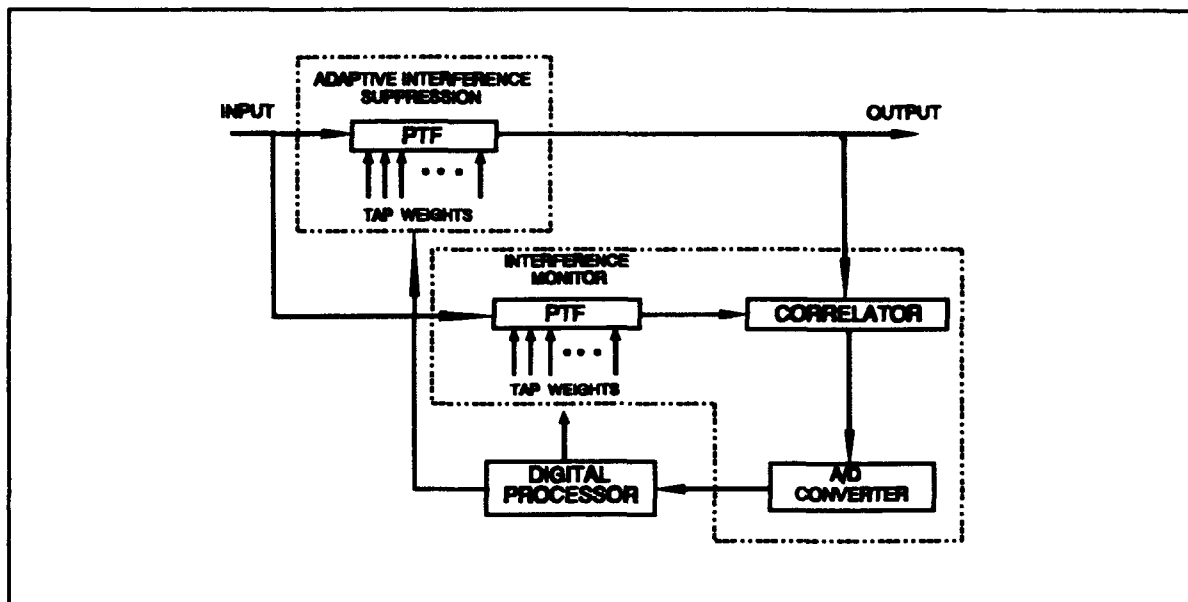 ADAPTIVE INTERFERENCE
SUPPRESSION
INPUT
PTF
OUTPUT
TAP WEIGHTS
INTERFERENCE
MONITOR
PTF
CORRELATOR
TAP WEIGHTS
DIGITAL
PROCESSOR
A/D
CONVERTER